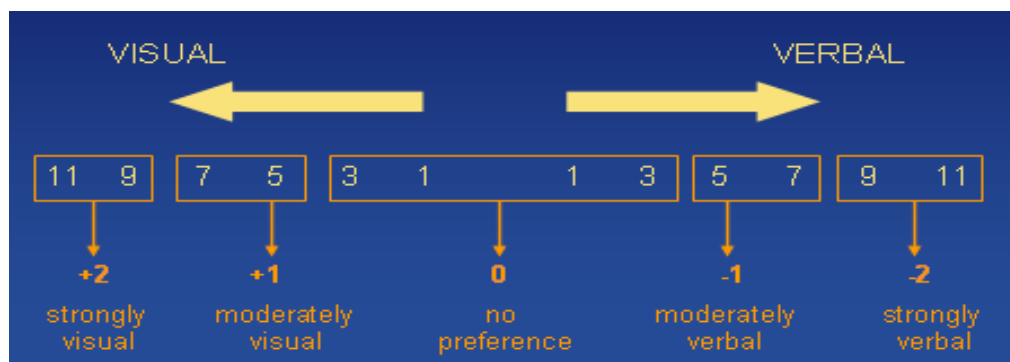 VISUAL VERBAL
11 9 7 5 3 1 1 3 5 7 9 11
+2 +1 0 -1 -2
strongly moderately no moderately strongly
visual visual preference verbal verbal